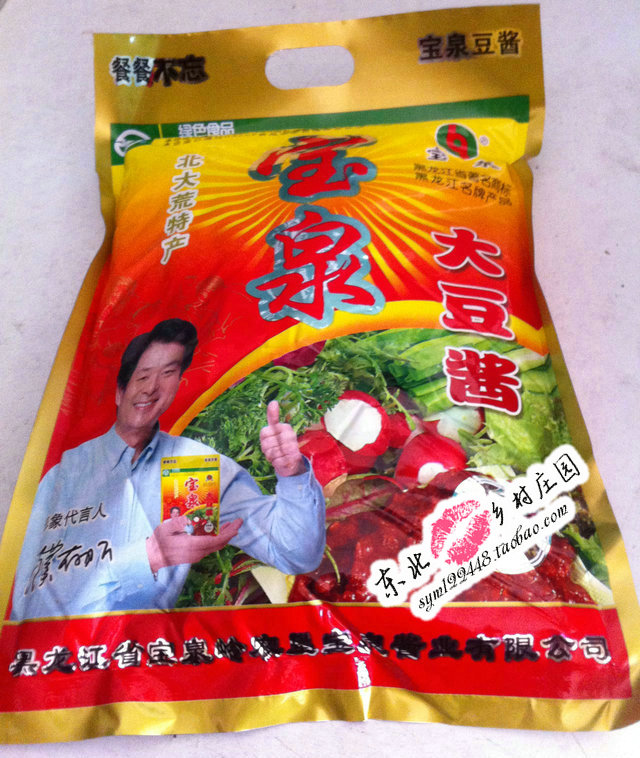 餐餐不忘
宝泉豆酱
绿色食品
宝泉
®
黑龙江省著名商标
黑龙江名牌产品
北大荒特产
宝泉
大豆酱
形象代言人
宝泉
东北乡村庄园
sym199448.taobao.com
黑龙江省宝泉岭农垦宝泉酱业有限公司